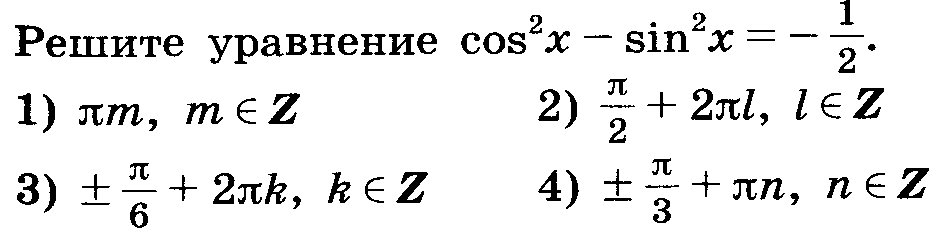 Решите уравнение cos²x − sin²x = − 1/2.
1) πm, m ∈ Z 2) π/2 + 2πl, l ∈ Z
3) ± π/6 + 2πk, k ∈ Z 4) ± π/3 + πn, n ∈ Z